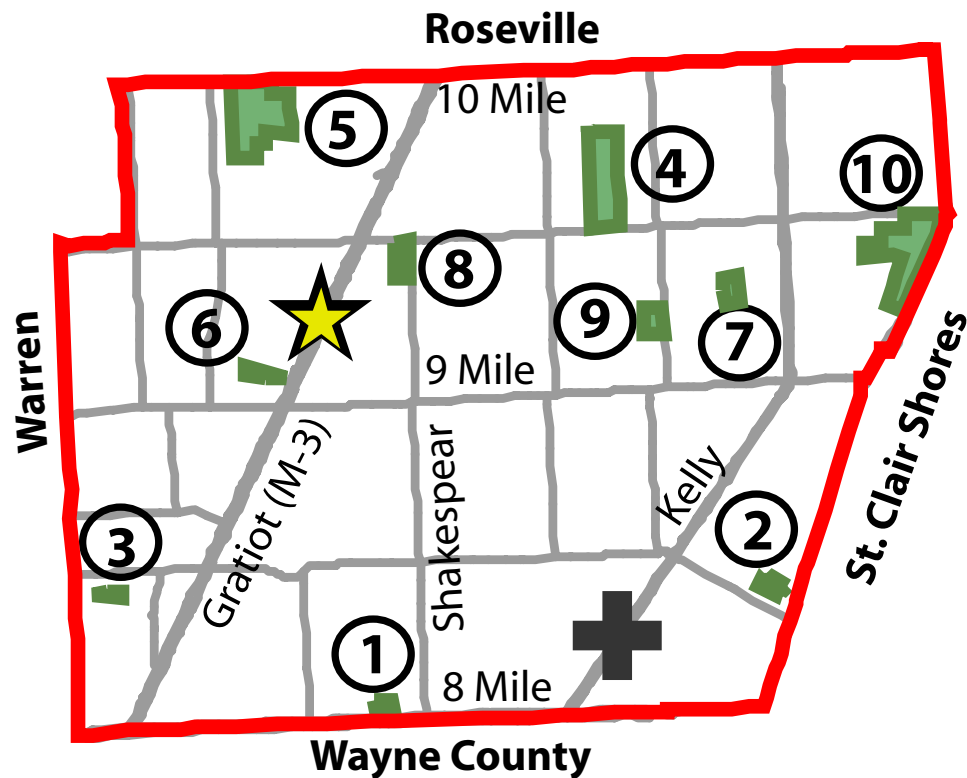 Roseville
10 Mile
5
4
10
8
6
9
7
9 Mile
Warren
St. Clair Shores
Gratiot (M-3)
Shakespear
Kelly
3
2
1
8 Mile
Wayne County